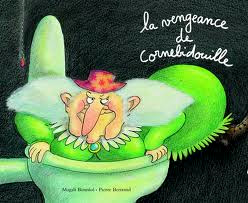 la vengeance
de
Cornebidouille
Magali Bonniol - Pierre Bertrand